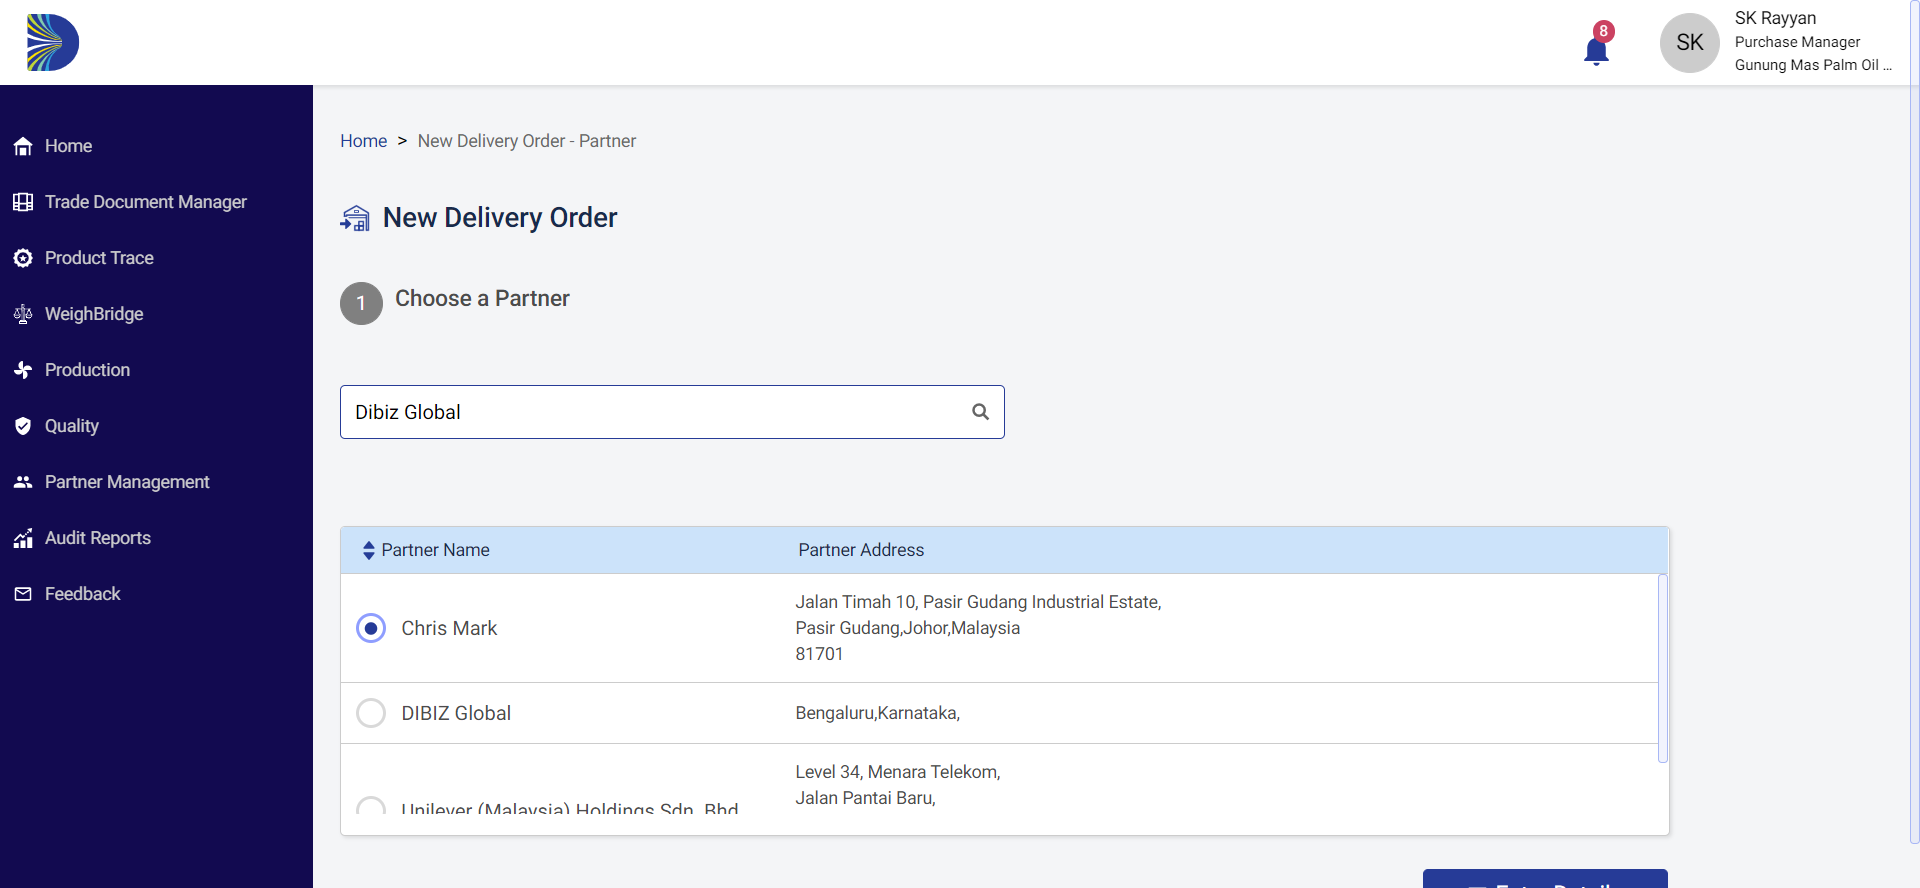 8
SK
SK Rayyan
Purchase Manager
Gunung Mas Palm Oil ...
Home
Trade Document Manager
Product Trace
WeighBridge
Production
Quality
Partner Management
Audit Reports
Feedback
Home > New Delivery Order - Partner
New Delivery Order
1 Choose a Partner
Dibiz Global
Partner Name Partner Address
Chris Mark
Jalan Timah 10, Pasir Gudang Industrial Estate,
Pasir Gudang,Johor,Malaysia
81701
DIBIZ Global Bengaluru,Karnataka,
Level 34, Menara Telekom,
Jalan Pantai Baru,
Unilever (Malaysia) Holdings Sdn. Bhd